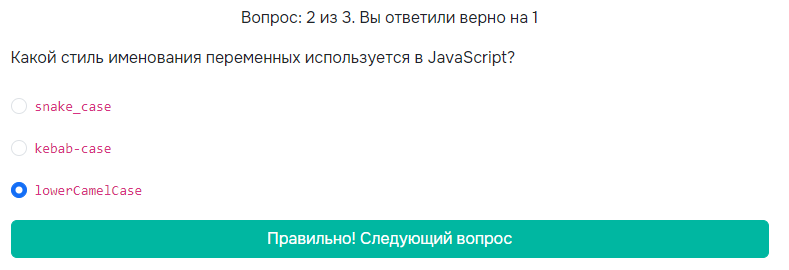 Вопрос: 2 из 3. Вы ответили верно на 1
Какой стиль именования переменных используется в JavaScript?
snake_case
kebab-case
lowerCamelCase
Правильно! Следующий вопрос